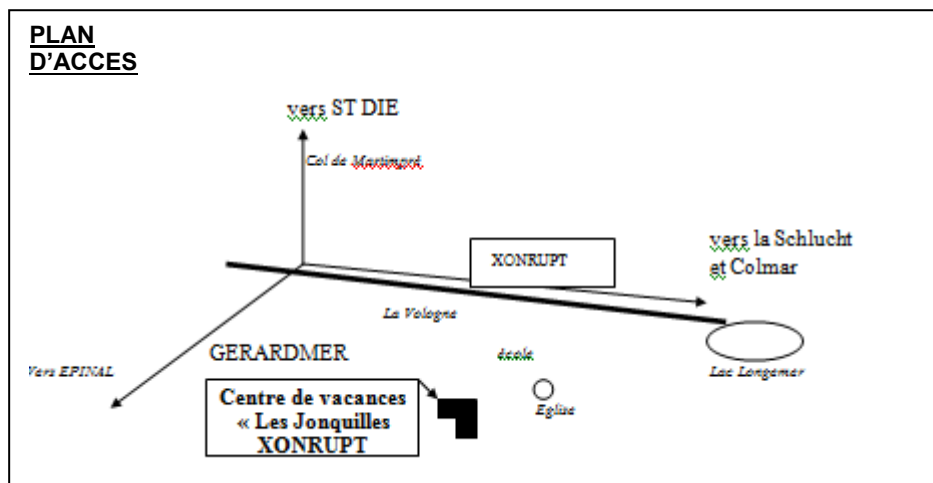 PLAN
D’ACCES
vers ST DIE
Col de Martimpré
XONRUPT
vers la Schlucht
et Colmar
La Vologne
GERARDMER
école
Vers EPINAL
Lac Longemer
Centre de vacances
« Les Jonquilles
XONRUPT
Eglise